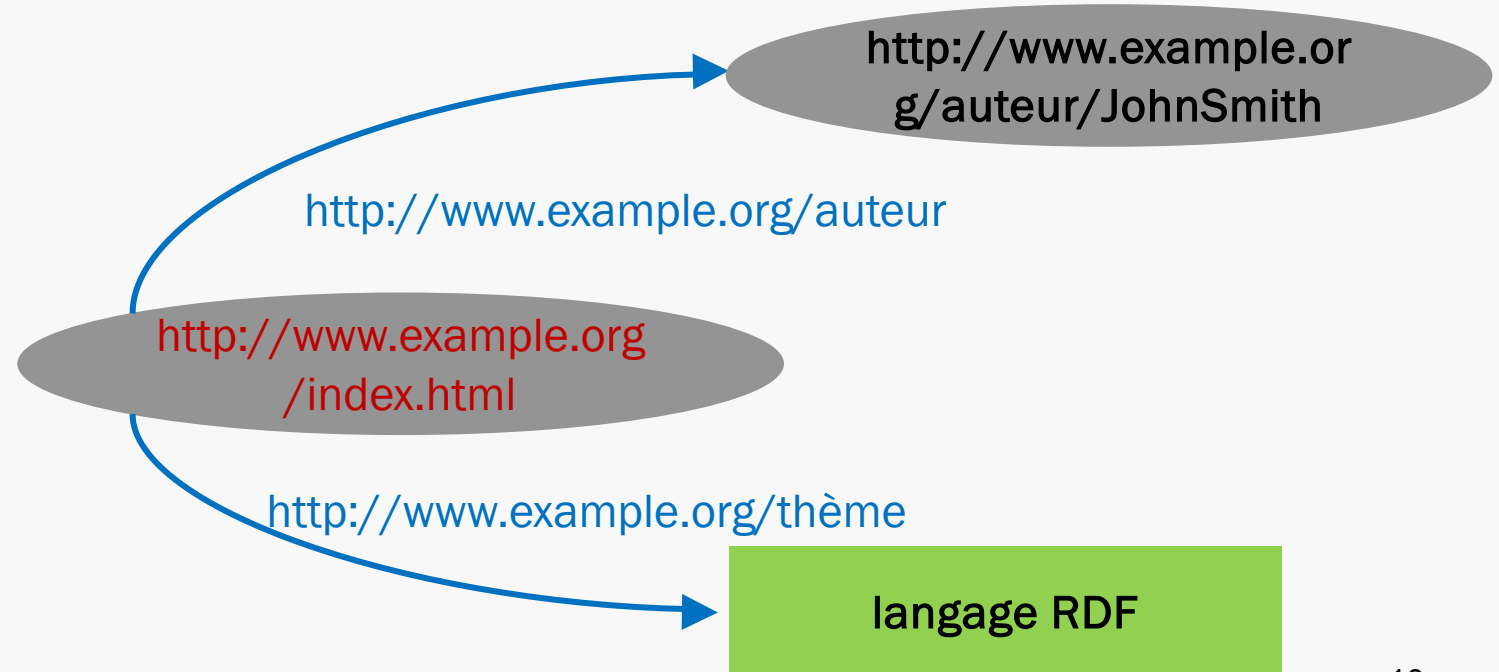 http://www.example.or
g/auteur/JohnSmith
http://www.example.org/auteur
http://www.example.org
/index.html
http://www.example.org/thème
langage RDF